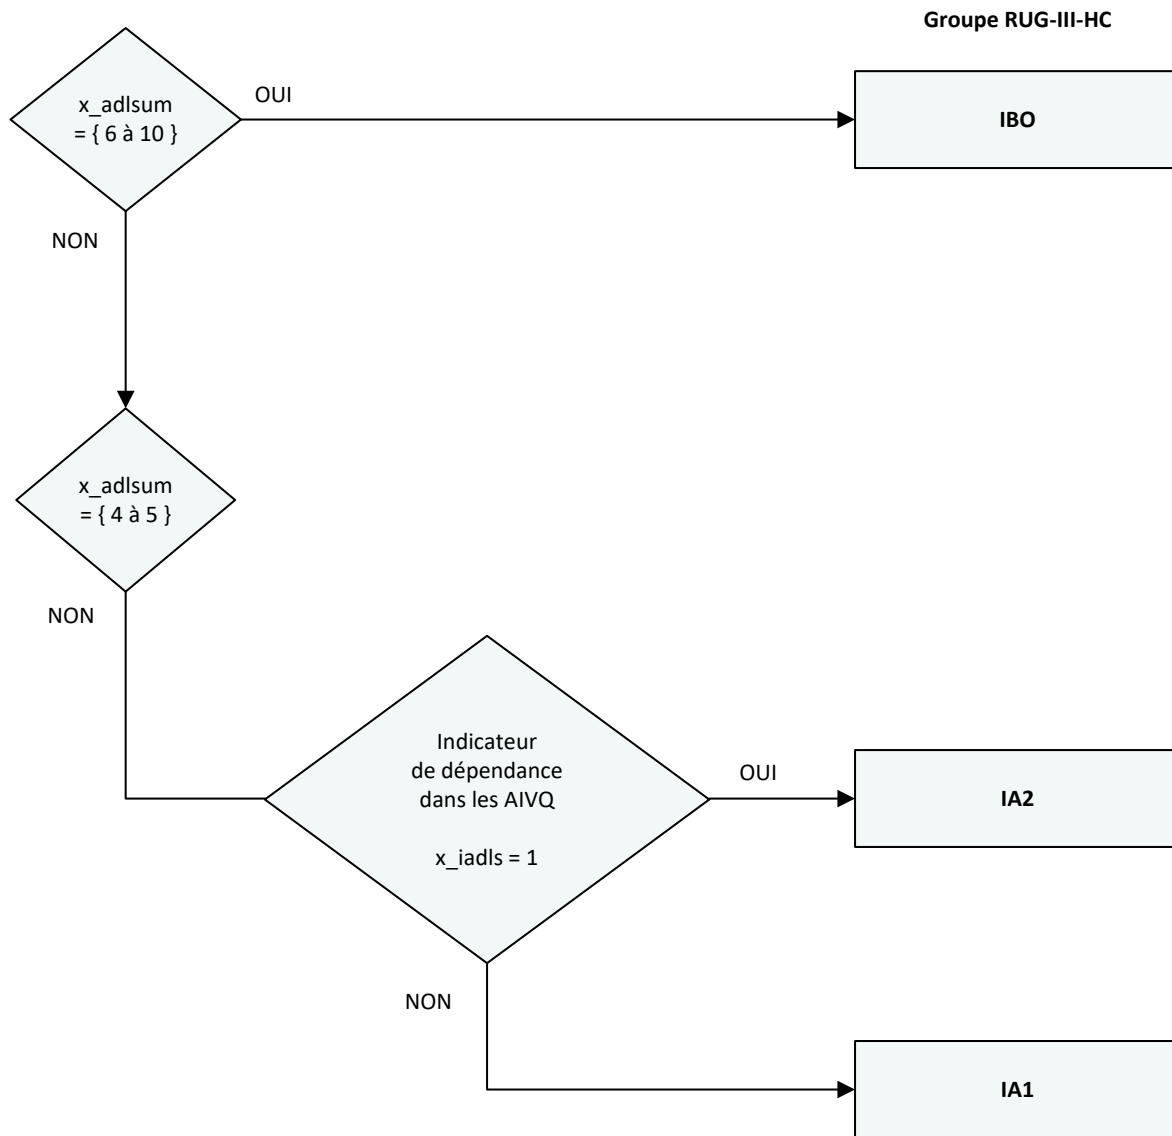 Groupe RUG-III-HC
x_adlsum
= { 6 à 10 }
OUI
IBO
NON
x_adlsum
= { 4 à 5 }
NON
Indicateur
de dépendance
dans les AIVQ
x_iadls = 1
OUI
IA2
NON
IA1